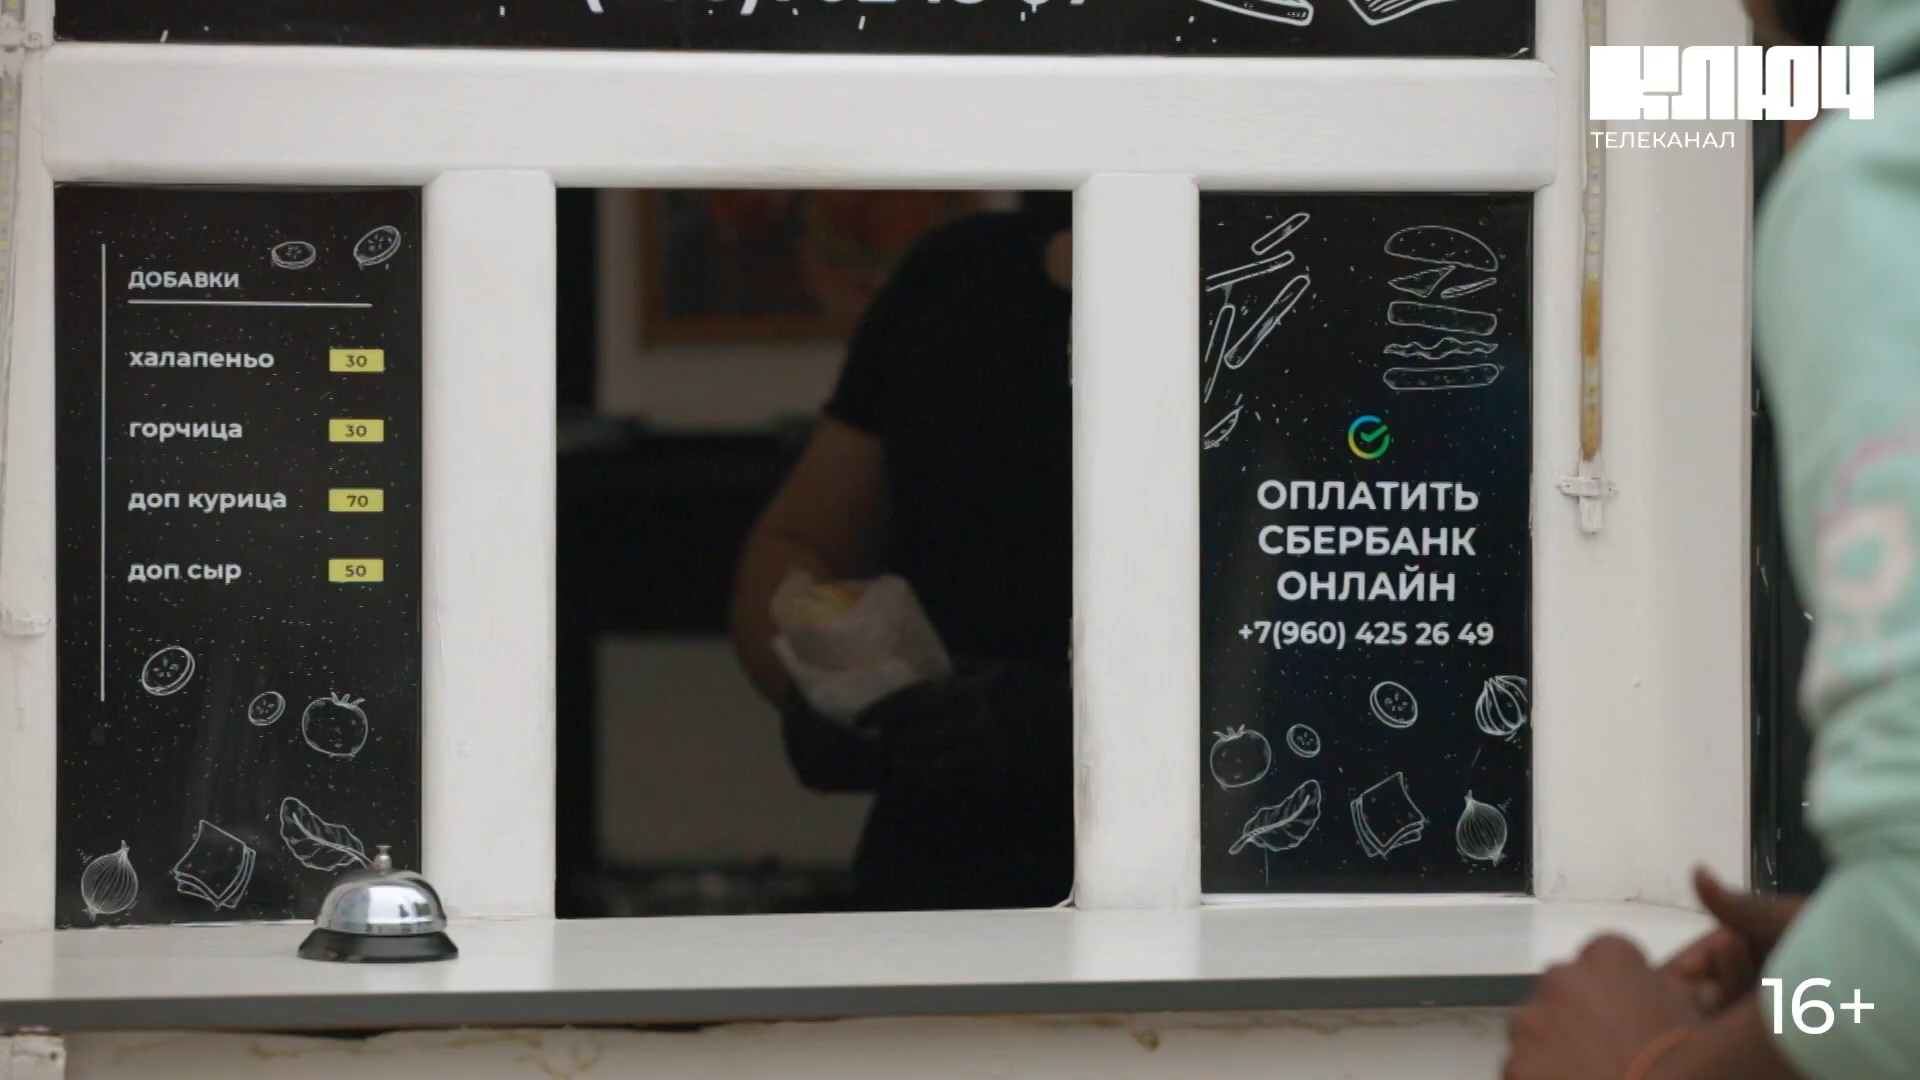 КЛЮЧ
ТЕЛЕКАНАЛ
ДОБАВКИ
халапеньо 30
горчица 30
доп курица 70
доп сыр 50
ОПЛАТИТЬ
СБЕРБАНК
ОНЛАЙН
+7(960) 425 26 49
16+